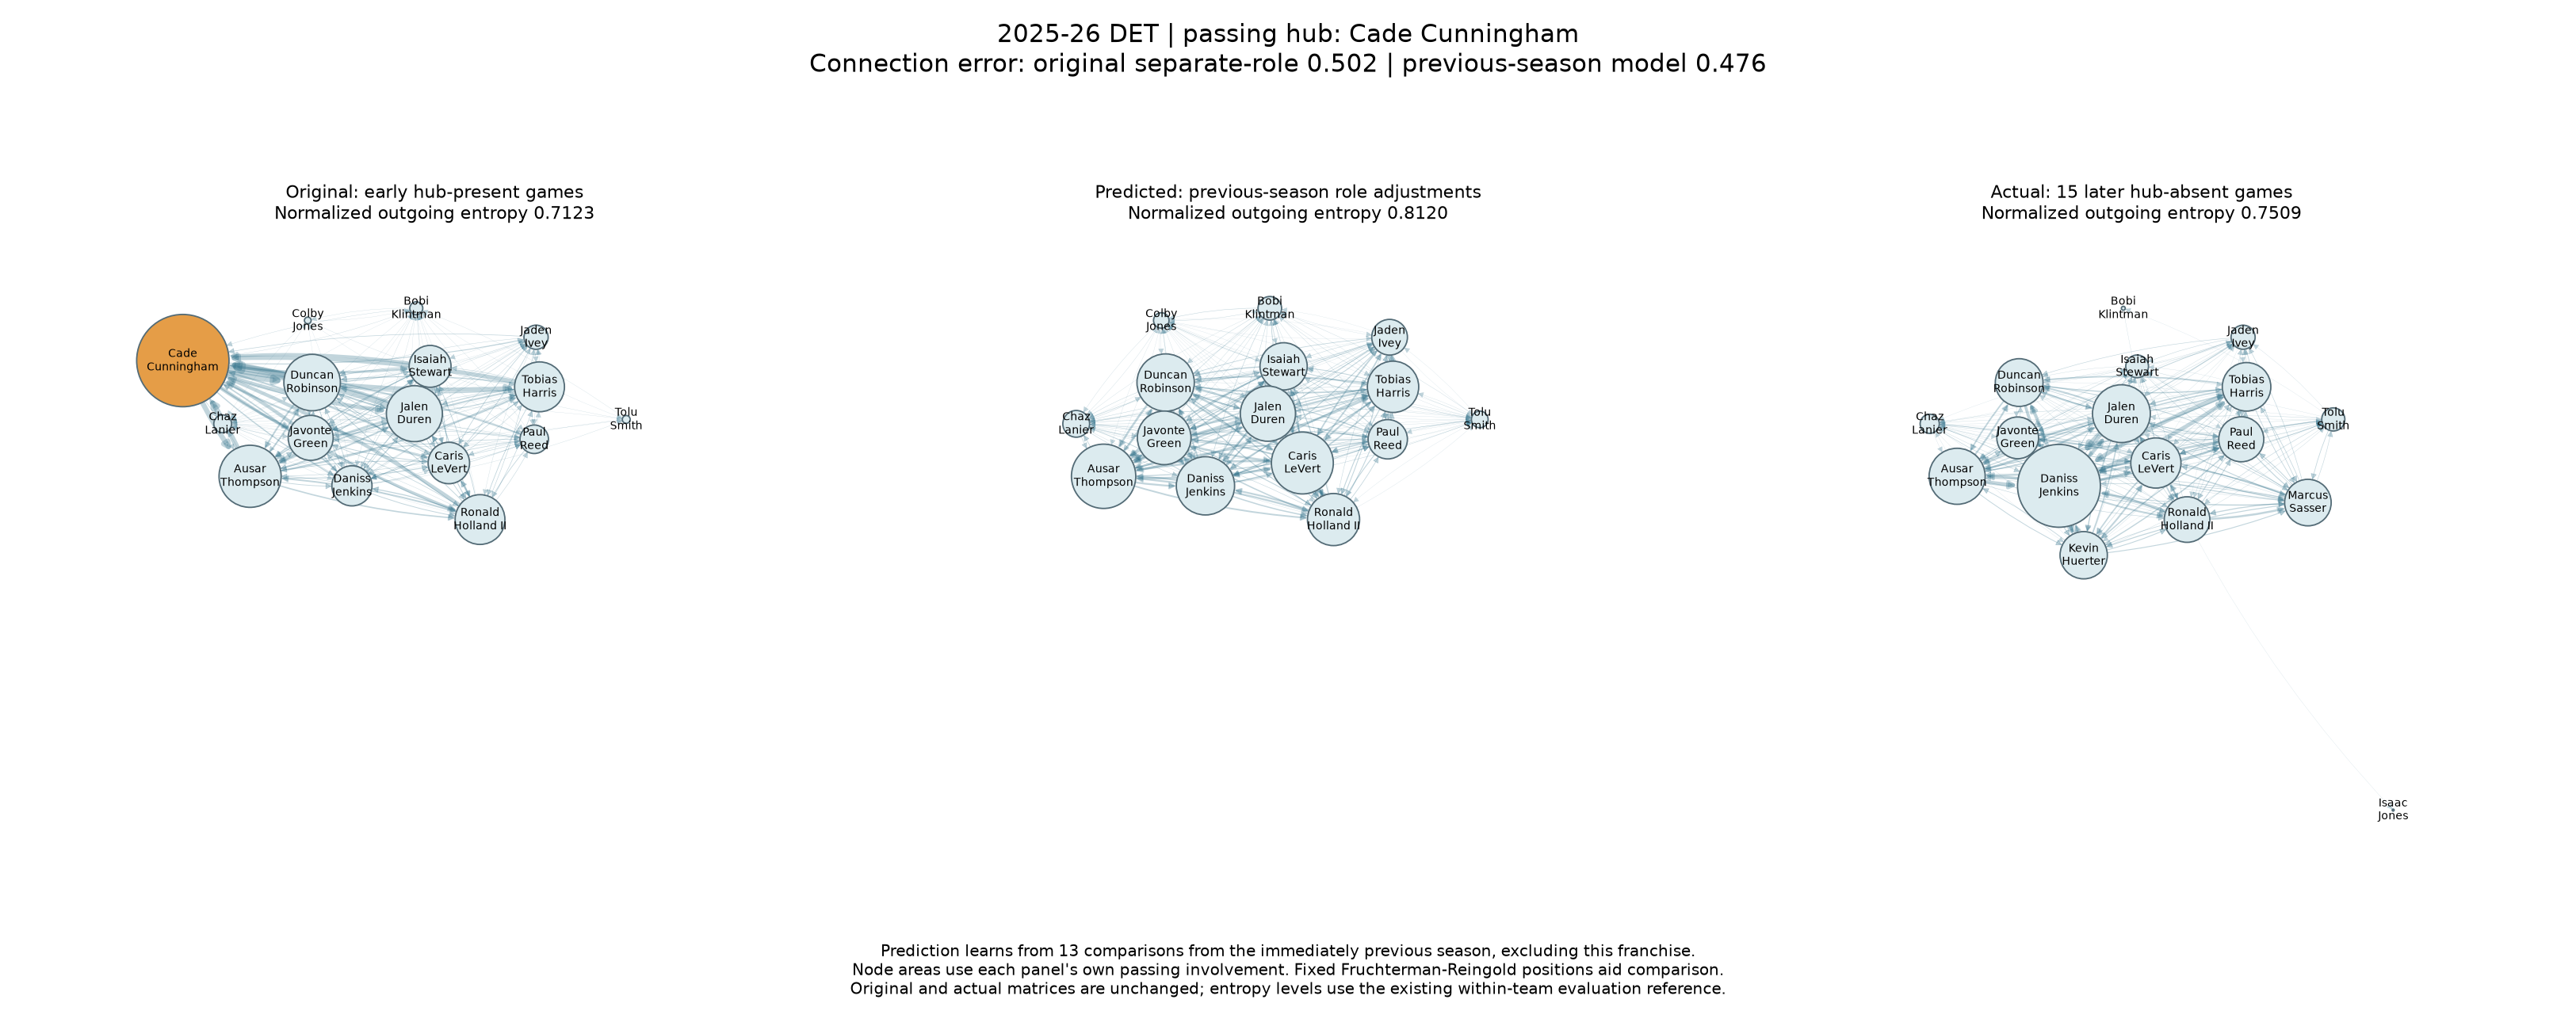 2025-26 DET | passing hub: Cade Cunningham
Connection error: original separate-role 0.502 | previous-season model 0.476
Original: early hub-present games
Normalized outgoing entropy 0.7123
Cade
Cunningham
Colby
Jones
Bobi
Klintman
Jaden
Ivey
Duncan
Robinson
Isaiah
Stewart
Tobias
Harris
Jalen
Duren
Chaz
Lanier
Javonte
Green
Tolu
Smith
Paul
Reed
Ausar
Thompson
Daniss
Jenkins
Caris
LeVert
Ronald
Holland II
Predicted: previous-season role adjustments
Normalized outgoing entropy 0.8120
Colby
Jones
Bobi
Klintman
Jaden
Ivey
Duncan
Robinson
Isaiah
Stewart
Tobias
Harris
Jalen
Duren
Chaz
Lanier
Javonte
Green
Tolu
Smith
Paul
Reed
Ausar
Thompson
Daniss
Jenkins
Caris
LeVert
Ronald
Holland II
Actual: 15 later hub-absent games
Normalized outgoing entropy 0.7509
Bobi
Klintman
Jaden
Ivey
Duncan
Robinson
Isaiah
Stewart
Tobias
Harris
Jalen
Duren
Chaz
Lanier
Javonte
Green
Tolu
Smith
Paul
Reed
Ausar
Thompson
Daniss
Jenkins
Caris
LeVert
Marcus
Sasser
Ronald
Holland II
Kevin
Huerter
Isaac
Jones
Prediction learns from 13 comparisons from the immediately previous season, excluding this franchise.
Node areas use each panel's own passing involvement. Fixed Fruchterman-Reingold positions aid comparison.
Original and actual matrices are unchanged; entropy levels use the existing within-team evaluation reference.